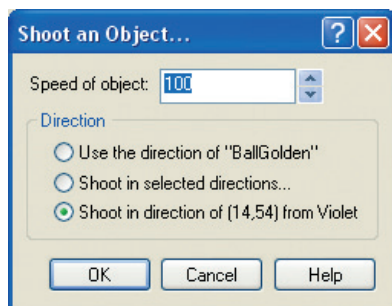 Shoot an Object...
Speed of object: 100
Direction
Use the direction of "BallGolden"
Shoot in selected directions...
Shoot in direction of (14,54) from Violet
OK Cancel Help